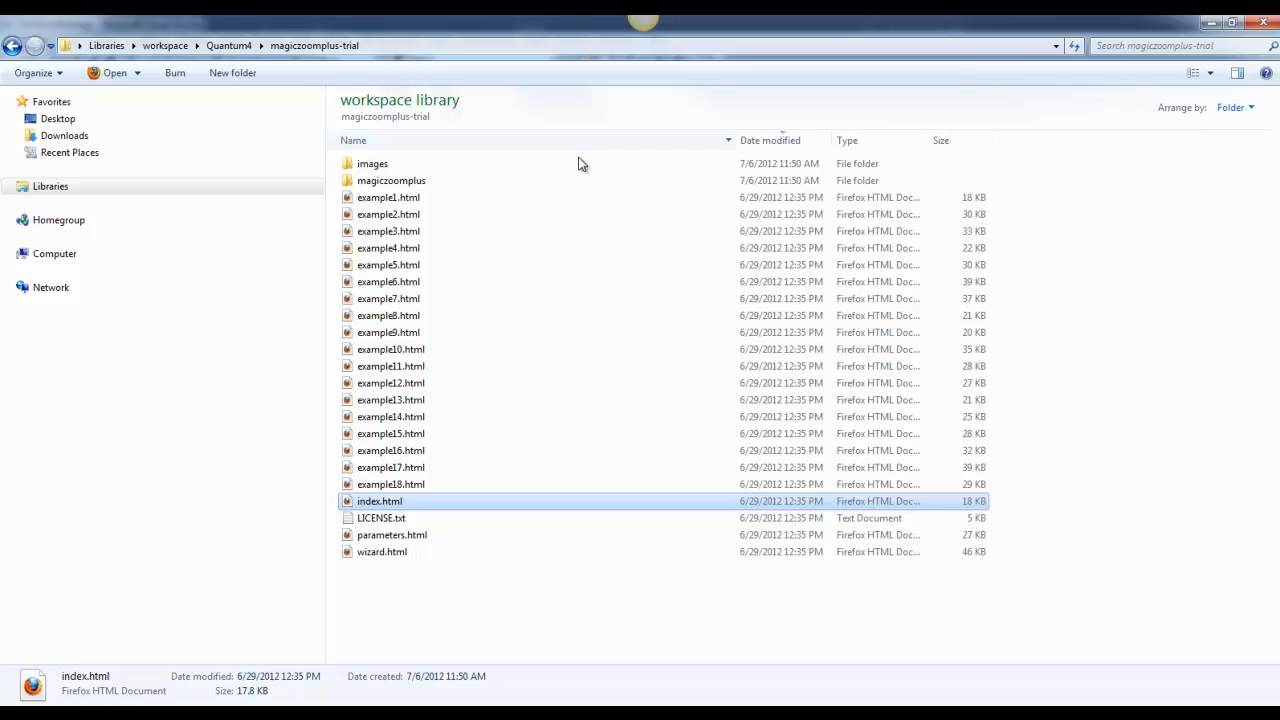 Libraries workspace Quantum4 magiczoomplus-trial Search magiczoomplus-trial
Organize Open Burn New folder
Favorites
Desktop
Downloads
Recent Places
Libraries
Homegroup
Computer
Network
workspace library
magiczoomplus-trial
Arrange by: Folder
Name Date modified Type Size
images 7/6/2012 11:50 AM File folder
magiczoomplus 7/6/2012 11:50 AM File folder
example1.html 6/29/2012 12:35 PM Firefox HTML Doc... 18 KB
example2.html 6/29/2012 12:35 PM Firefox HTML Doc... 30 KB
example3.html 6/29/2012 12:35 PM Firefox HTML Doc... 33 KB
example4.html 6/29/2012 12:35 PM Firefox HTML Doc... 22 KB
example5.html 6/29/2012 12:35 PM Firefox HTML Doc... 30 KB
example6.html 6/29/2012 12:35 PM Firefox HTML Doc... 39 KB
example7.html 6/29/2012 12:35 PM Firefox HTML Doc... 37 KB
example8.html 6/29/2012 12:35 PM Firefox HTML Doc... 21 KB
example9.html 6/29/2012 12:35 PM Firefox HTML Doc... 20 KB
example10.html 6/29/2012 12:35 PM Firefox HTML Doc... 35 KB
example11.html 6/29/2012 12:35 PM Firefox HTML Doc... 28 KB
example12.html 6/29/2012 12:35 PM Firefox HTML Doc... 27 KB
example13.html 6/29/2012 12:35 PM Firefox HTML Doc... 21 KB
example14.html 6/29/2012 12:35 PM Firefox HTML Doc... 25 KB
example15.html 6/29/2012 12:35 PM Firefox HTML Doc... 28 KB
example16.html 6/29/2012 12:35 PM Firefox HTML Doc... 32 KB
example17.html 6/29/2012 12:35 PM Firefox HTML Doc... 39 KB
example18.html 6/29/2012 12:35 PM Firefox HTML Doc... 29 KB
index.html 6/29/2012 12:35 PM Firefox HTML Doc... 18 KB
LICENSE.txt 6/29/2012 12:35 PM Text Document 5 KB
parameters.html 6/29/2012 12:35 PM Firefox HTML Doc... 27 KB
wizard.html 6/29/2012 12:35 PM Firefox HTML Doc... 46 KB
index.html Date modified: 6/29/2012 12:35 PM Date created: 7/6/2012 11:50 AM
Firefox HTML Document Size: 17.8 KB